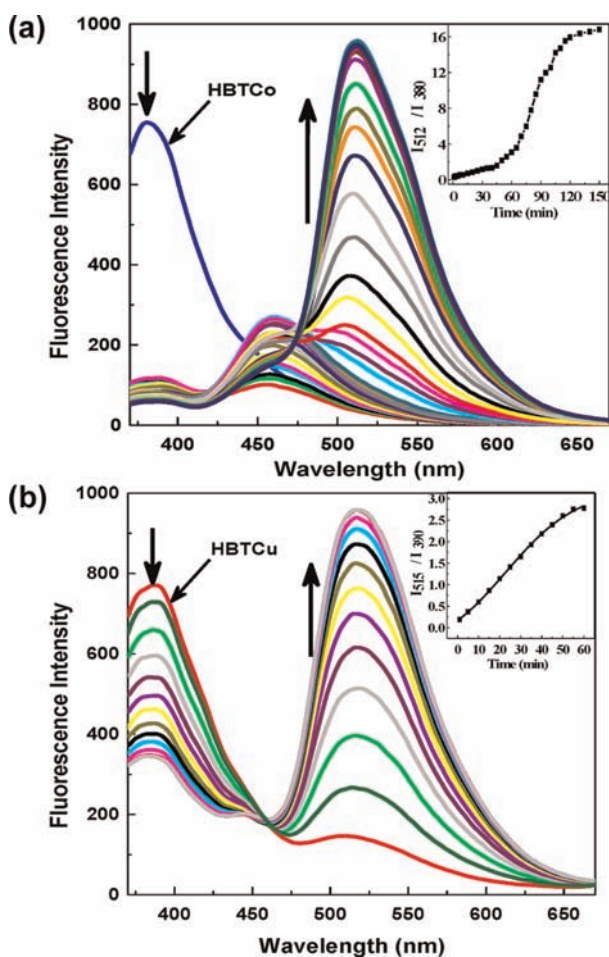 (a)
1000
800
600
400
200
0
Fluorescence Intensity
HBTCo
400 450 500 550 600 650
Wavelength (nm)
16
12
8
4
0
I512 / I380
0 30 60 90 120 150
Time (min)
(b)
1000
800
600
400
200
0
Fluorescence Intensity
HBTCu
400 450 500 550 600 650
Wavelength (nm)
3.0
2.5
2.0
1.5
1.0
0.5
0.0
I515 / I390
0 10 20 30 40 50 60
Time (min)